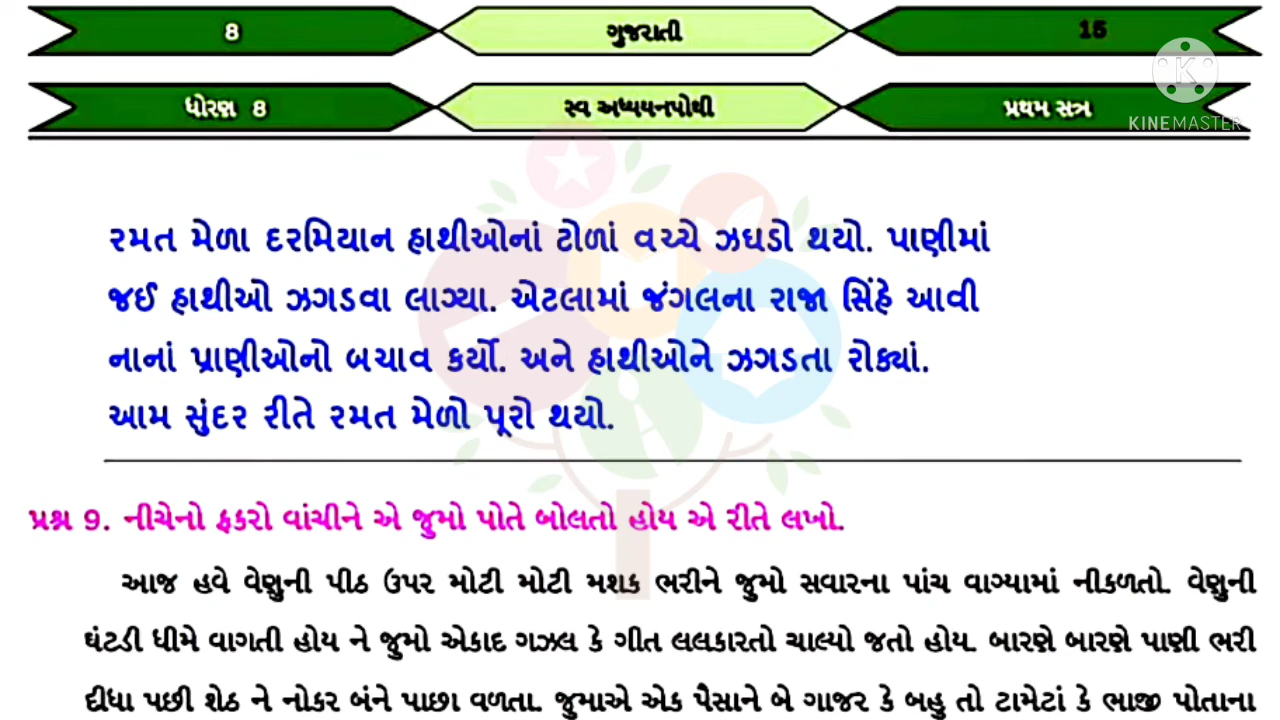 8 ગુજરાતી 15
ધોરણ 8 સ્વ અધ્યયનપોથી પ્રથમ સત્ર
K
KINEMASTER
રમત મેળા દરમિયાન હાથીઓનાં ટોળાં વચ્ચે ઝઘડો થયો. પાણીમાં
જઈ હાથીઓ ઝગડવા લાગ્યા. એટલામાં જંગલના રાજા સિંહે આવી
નાનાં પ્રાણીઓનો બચાવ કર્યો. અને હાથીઓને ઝગડતા રોક્યાં.
આમ સુંદર રીતે રમત મેળો પૂરો થયો.
પ્રશ્ન 9. નીચેનો ફકરો વાંચીને એ જુમો પોતે બોલતો હોય એ રીતે લખો.
આજ હવે વેણુની પીઠ ઉપર મોટી મોટી મશક ભરીને જુમો સવારના પાંચ વાગ્યામાં નીકળતો. વેણુની
ઘંટડી ધીમે વાગતી હોય ને જુમો એકાદ ગઝલ કે ગીત લલકારતો ચાલ્યો જતો હોય. બારણે બારણે પાણી ભરી
દીધા પછી શેઠ ને નોકર બંને પાછા વળતા. જુમાએ એક પૈસાને બે ગાજર કે બહુ તો ટામેટાં કે ભાજી પોતાના